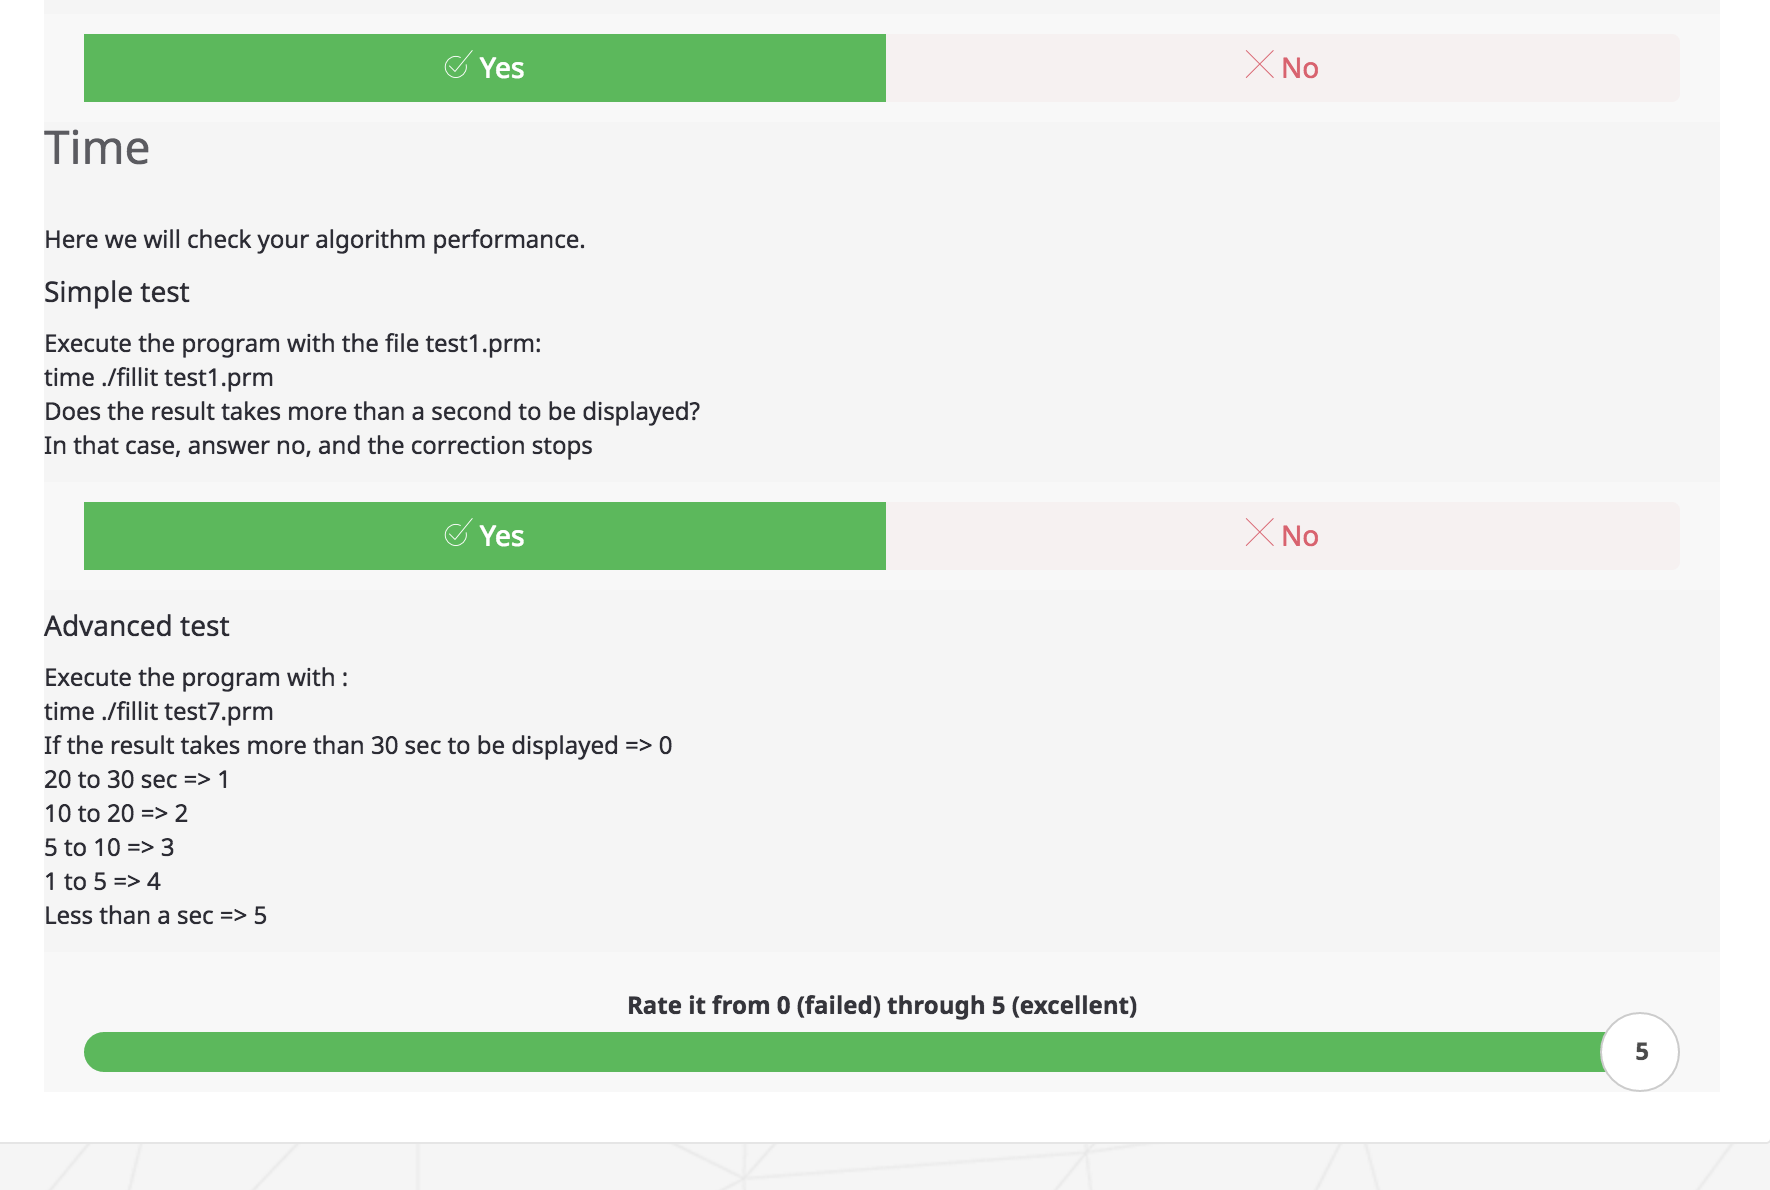 Yes
No
Time
Here we will check your algorithm performance.
Simple test
Execute the program with the file test1.prm:
time ./fillit test1.prm
Does the result takes more than a second to be displayed?
In that case, answer no, and the correction stops
Yes
No
Advanced test
Execute the program with :
time ./fillit test7.prm
If the result takes more than 30 sec to be displayed => 0
20 to 30 sec => 1
10 to 20 => 2
5 to 10 => 3
1 to 5 => 4
Less than a sec => 5
Rate it from 0 (failed) through 5 (excellent)
5